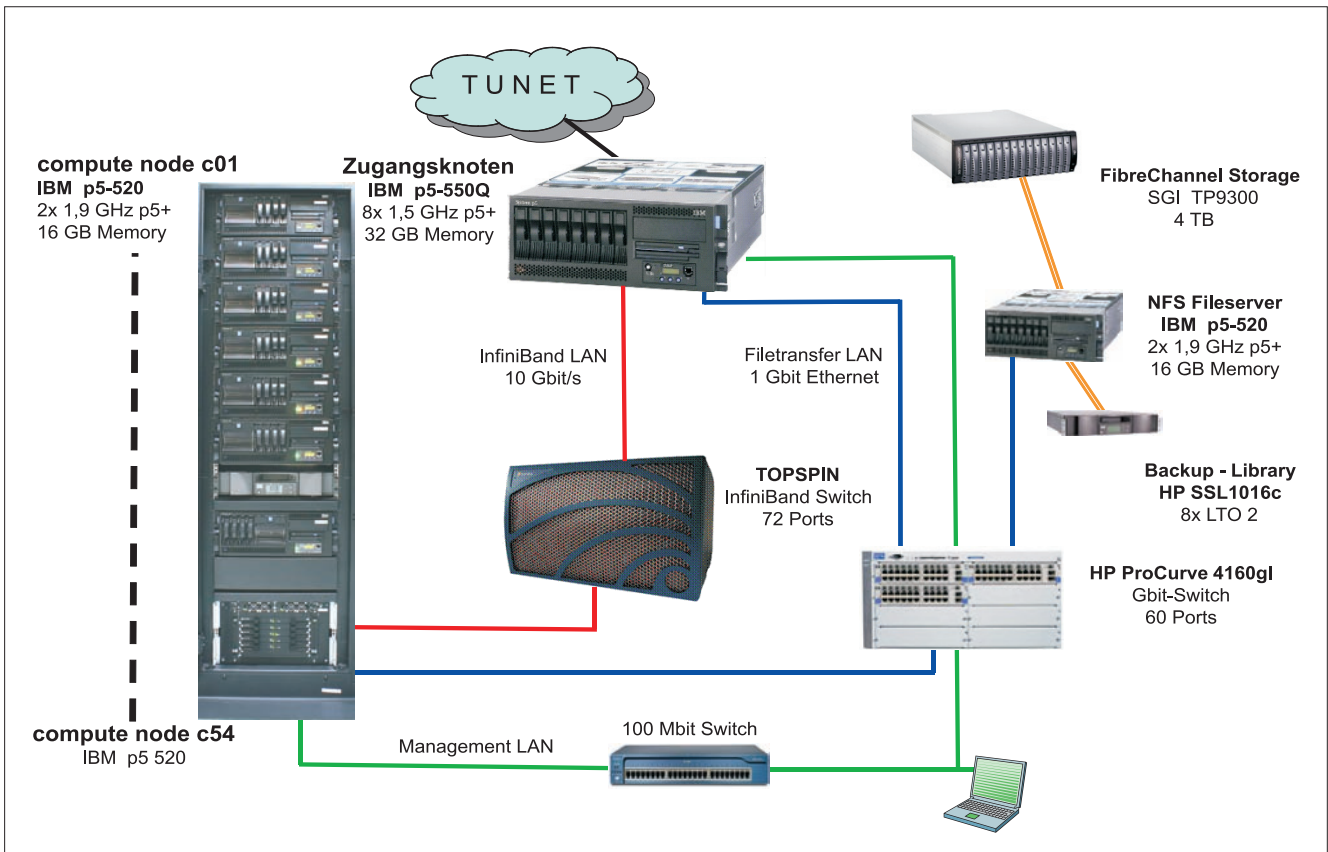 TUNET
compute node c01
IBM p5-520
2x 1,9 GHz p5+
16 GB Memory
Zugangsknoten
IBM p5-550Q
8x 1,5 GHz p5+
32 GB Memory
FibreChannel Storage
SGI TP9300
4 TB
NFS Fileserver
IBM p5-520
2x 1,9 GHz p5+
16 GB Memory
InfiniBand LAN
10 Gbit/s
Filetransfer LAN
1 Gbit Ethernet
TOPSPIN
InfiniBand Switch
72 Ports
Backup - Library
HP SSL1016c
8x LTO 2
HP ProCurve 4160gl
Gbit-Switch
60 Ports
compute node c54
IBM p5 520
Management LAN
100 Mbit Switch